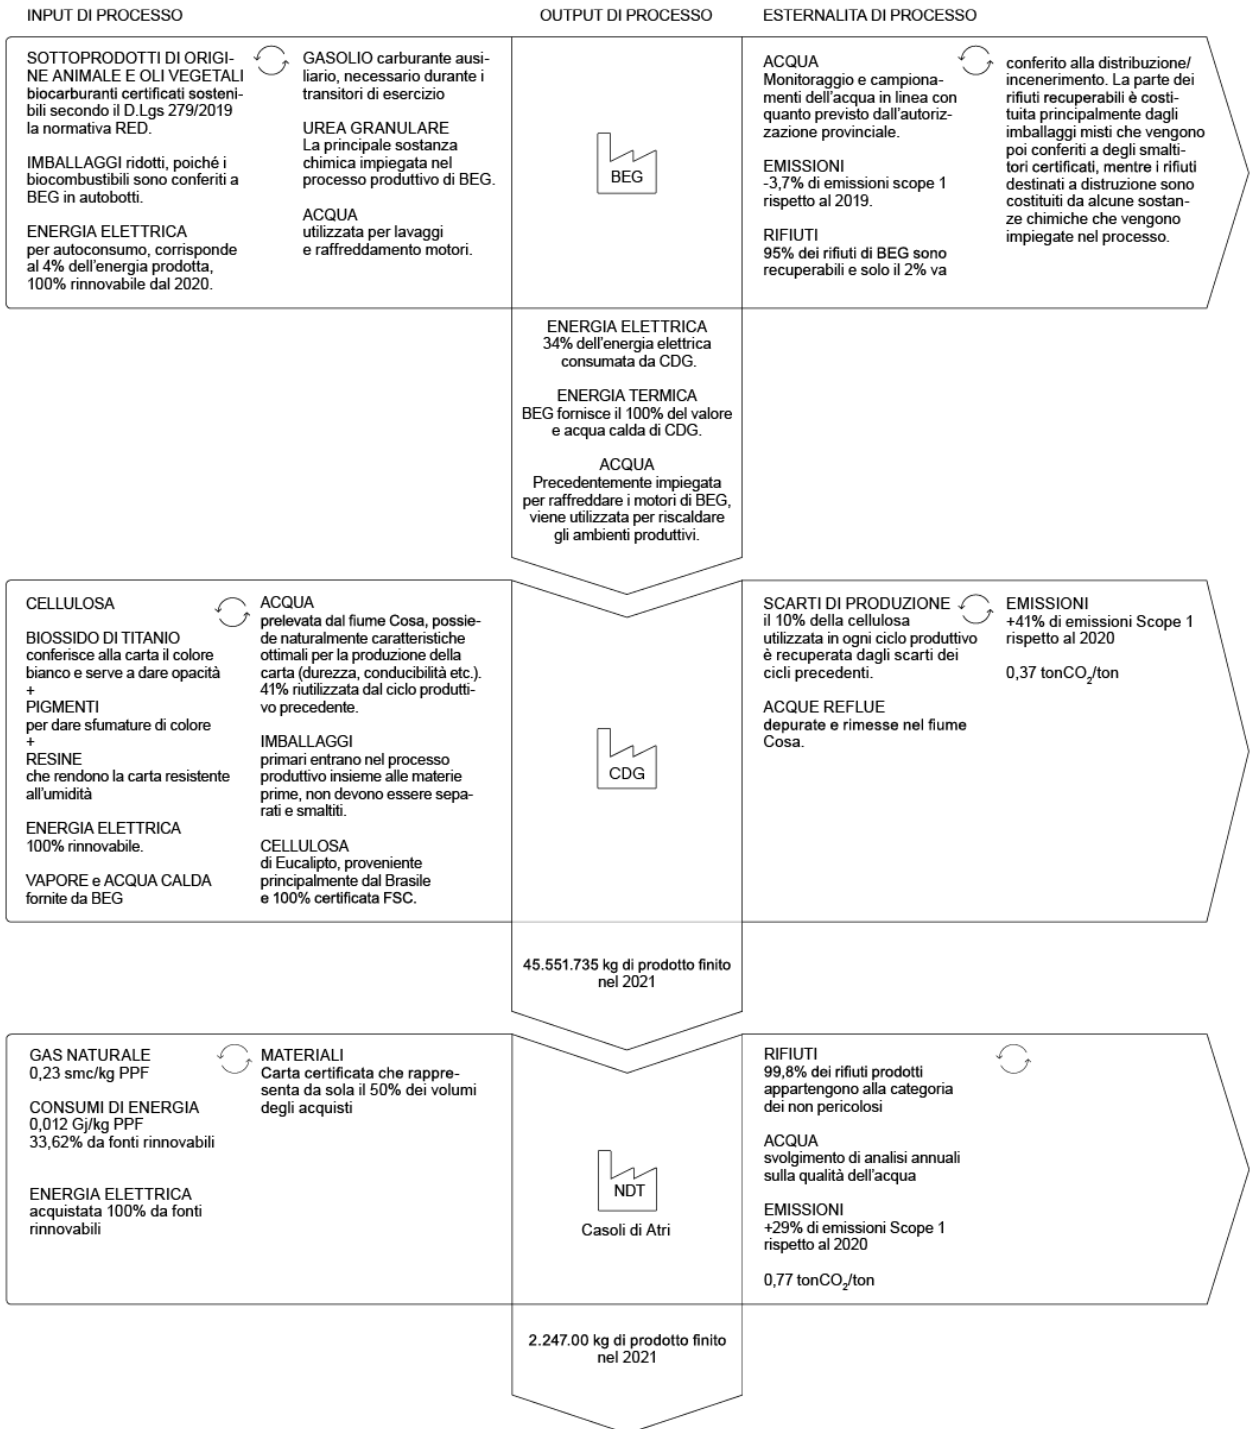 INPUT DI PROCESSO
OUTPUT DI PROCESSO
ESTERNALITA DI PROCESSO
SOTTOPRODOTTI DI ORIGI-
NE ANIMALE E OLI VEGETALI
biocarburanti certificati sosteni-
bili secondo il D.Lgs 279/2019
la normativa RED.
IMBALLAGGI ridotti, poiché i
biocombustibili sono conferiti a
BEG in autobotti.
ENERGIA ELETTRICA
per autoconsumo, corrisponde
al 4% dell'energia prodotta,
100% rinnovabile dal 2020.
GASOLIO carburante ausi-
liario, necessario durante i
transitori di esercizio
UREA GRANULARE
La principale sostanza
chimica impiegata nel
processo produttivo di BEG.
ACQUA
utilizzata per lavaggi
e raffreddamento motori.
BEG
ACQUA
Monitoraggio e campiona-
menti dell'acqua in linea con
quanto previsto dall'autoriz-
zazione provinciale.
EMISSIONI
-3,7% di emissioni scope 1
rispetto al 2019.
RIFIUTI
95% dei rifiuti di BEG sono
recuperabili e solo il 2% va
conferito alla distribuzione/
incenerimento. La parte dei
rifiuti recuperabili è costi-
tuita principalmente dagli
imballaggi misti che vengono
poi conferiti a degli smalti-
tori certificati, mentre i rifiuti
destinati a distruzione sono
costituiti da alcune sostan-
ze chimiche che vengono
impiegate nel processo.
ENERGIA ELETTRICA
34% dell'energia elettrica
consumata da CDG.
ENERGIA TERMICA
BEG fornisce il 100% del valore
e acqua calda di CDG.
ACQUA
Precedentemente impiegata
per raffreddare i motori di BEG,
viene utilizzata per riscaldare
gli ambienti produttivi.
CELLULOSA
BIOSSIDO DI TITANIO
conferisce alla carta il colore
bianco e serve a dare opacità
+
PIGMENTI
per dare sfumature di colore
+
RESINE
che rendono la carta resistente
all'umidità
ENERGIA ELETTRICA
100% rinnovabile.
VAPORE e ACQUA CALDA
fornite da BEG
ACQUA
prelevata dal fiume Cosa, possie-
de naturalmente caratteristiche
ottimali per la produzione della
carta (durezza, conducibilità etc.).
41% riutilizzata dal ciclo produtti-
vo precedente.
IMBALLAGGI
primari entrano nel processo
produttivo insieme alle materie
prime, non devono essere sepa-
rati e smaltiti.
CELLULOSA
di Eucalipto, proveniente
principalmente dal Brasile
e 100% certificata FSC.
CDG
SCARTI DI PRODUZIONE
il 10% della cellulosa
utilizzata in ogni ciclo produttivo
è recuperata dagli scarti dei
cicli precedenti.
ACQUE REFLUE
depurate e rimesse nel fiume
Cosa.
EMISSIONI
+41% di emissioni Scope 1
rispetto al 2020
0,37 tonCO₂/ton
45.551.735 kg di prodotto finito
nel 2021
GAS NATURALE
0,23 smc/kg PPF
CONSUMI DI ENERGIA
0,012 Gj/kg PPF
33,62% da fonti rinnovabili
ENERGIA ELETTRICA
acquistata 100% da fonti
rinnovabili
MATERIALI
Carta certificata che rappre-
senta da sola il 50% dei volumi
degli acquisti
NDT
Casoli di Atri
RIFIUTI
99,8% dei rifiuti prodotti
appartengono alla categoria
dei non pericolosi
ACQUA
svolgimento di analisi annuali
sulla qualità dell'acqua
EMISSIONI
+29% di emissioni Scope 1
rispetto al 2020
0,77 tonCO₂/ton
2.247.00 kg di prodotto finito
nel 2021